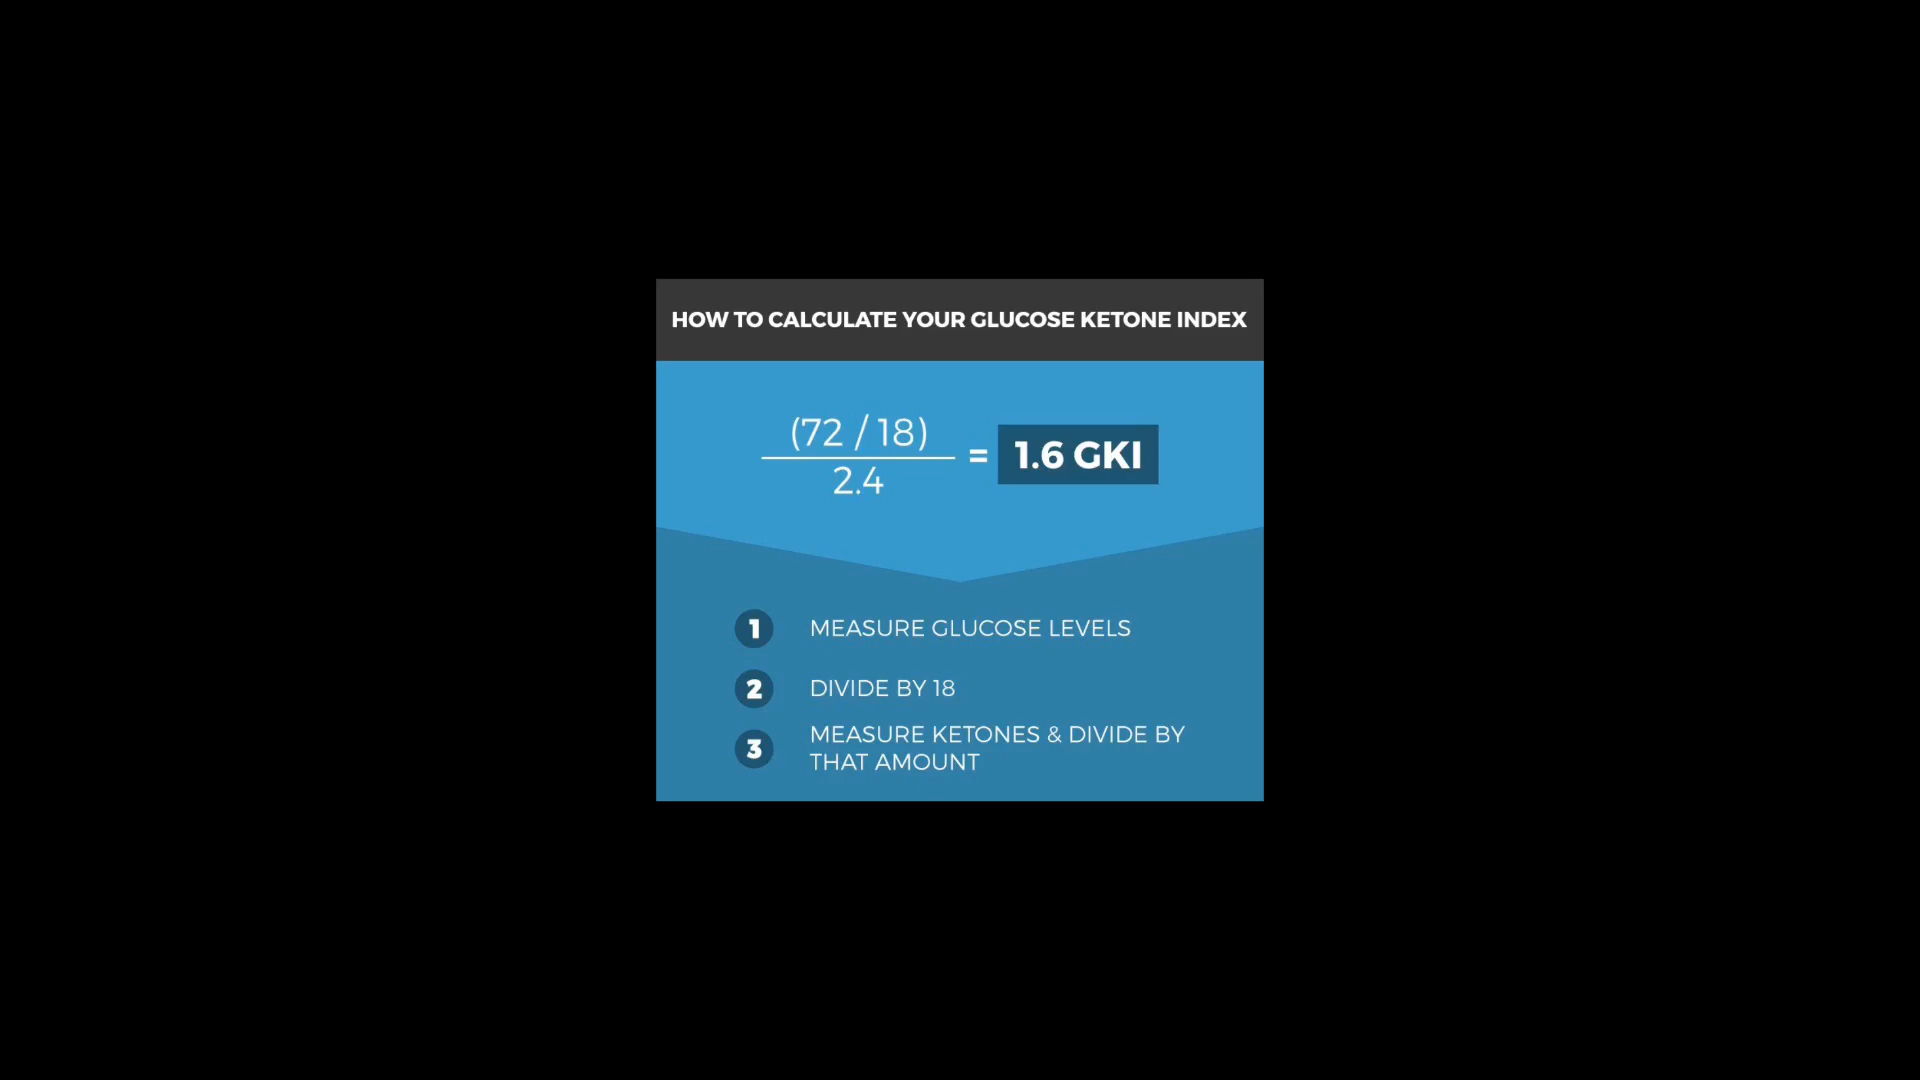 HOW TO CALCULATE YOUR GLUCOSE KETONE INDEX
(72 / 18)
2.4
= 1.6 GKI
1 MEASURE GLUCOSE LEVELS
2 DIVIDE BY 18
3 MEASURE KETONES & DIVIDE BY
THAT AMOUNT